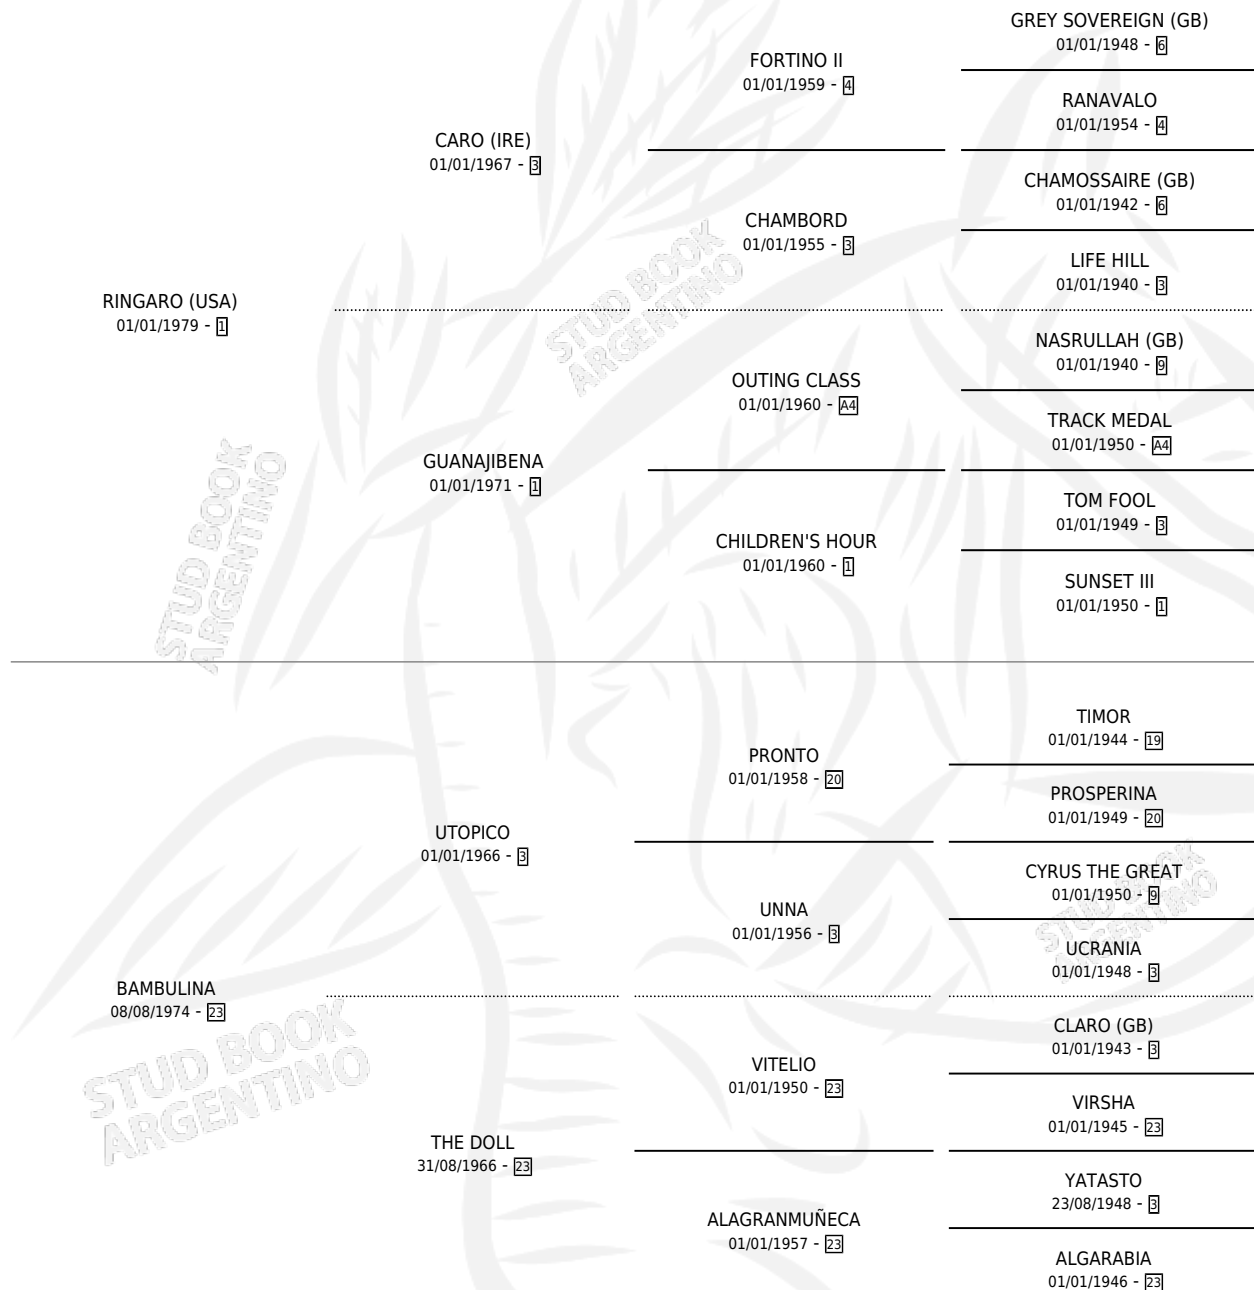 GREY SOVEREIGN (GB)
01/01/1948 - 6
FORTINO II
01/01/1959 - 4
RANAVALO
01/01/1954 - 4
CARO (IRE)
01/01/1967 - 3
CHAMOSSAIRE (GB)
01/01/1942 - 6
CHAMBORD
01/01/1955 - 3
LIFE HILL
01/01/1940 - 3
RINGARO (USA)
01/01/1979 - 1
NASRULLAH (GB)
01/01/1940 - 9
OUTING CLASS
01/01/1960 - A4
TRACK MEDAL
01/01/1950 - A4
GUANAJIBENA
01/01/1971 - 1
TOM FOOL
01/01/1949 - 3
CHILDREN'S HOUR
01/01/1960 - 1
SUNSET III
01/01/1950 - 1
TIMOR
01/01/1944 - 19
PRONTO
01/01/1958 - 20
PROSPERINA
01/01/1949 - 20
UTOPICO
01/01/1966 - 3
CYRUS THE GREAT
01/01/1950 - 9
UNNA
01/01/1956 - 3
UCRANIA
01/01/1948 - 3
BAMBULINA
08/08/1974 - 23
CLARO (GB)
01/01/1943 - 3
VITELIO
01/01/1950 - 23
VIRSHA
01/01/1945 - 23
THE DOLL
31/08/1966 - 23
YATASTO
23/08/1948 - 3
ALAGRANMUÑECA
01/01/1957 - 23
ALGARABIA
01/01/1946 - 23
STUD BOOK
ARGENTINO
STUD BOOK
ARGENTINO
STUD BOOK
ARGENTINO
STUD BOOK
ARGENTINO